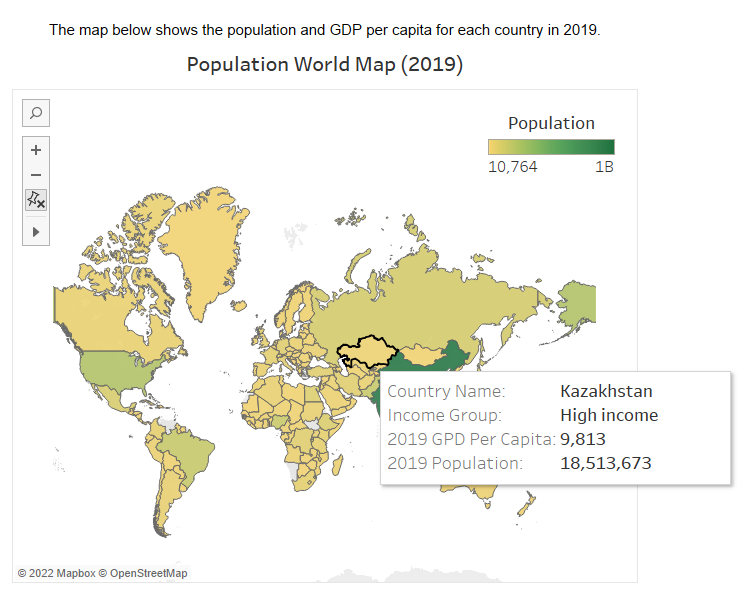 The map below shows the population and GDP per capita for each country in 2019.
Population World Map (2019)
Population
10,764 1B
Country Name: Kazakhstan
Income Group: High income
2019 GPD Per Capita: 9,813
2019 Population: 18,513,673
© 2022 Mapbox © OpenStreetMap